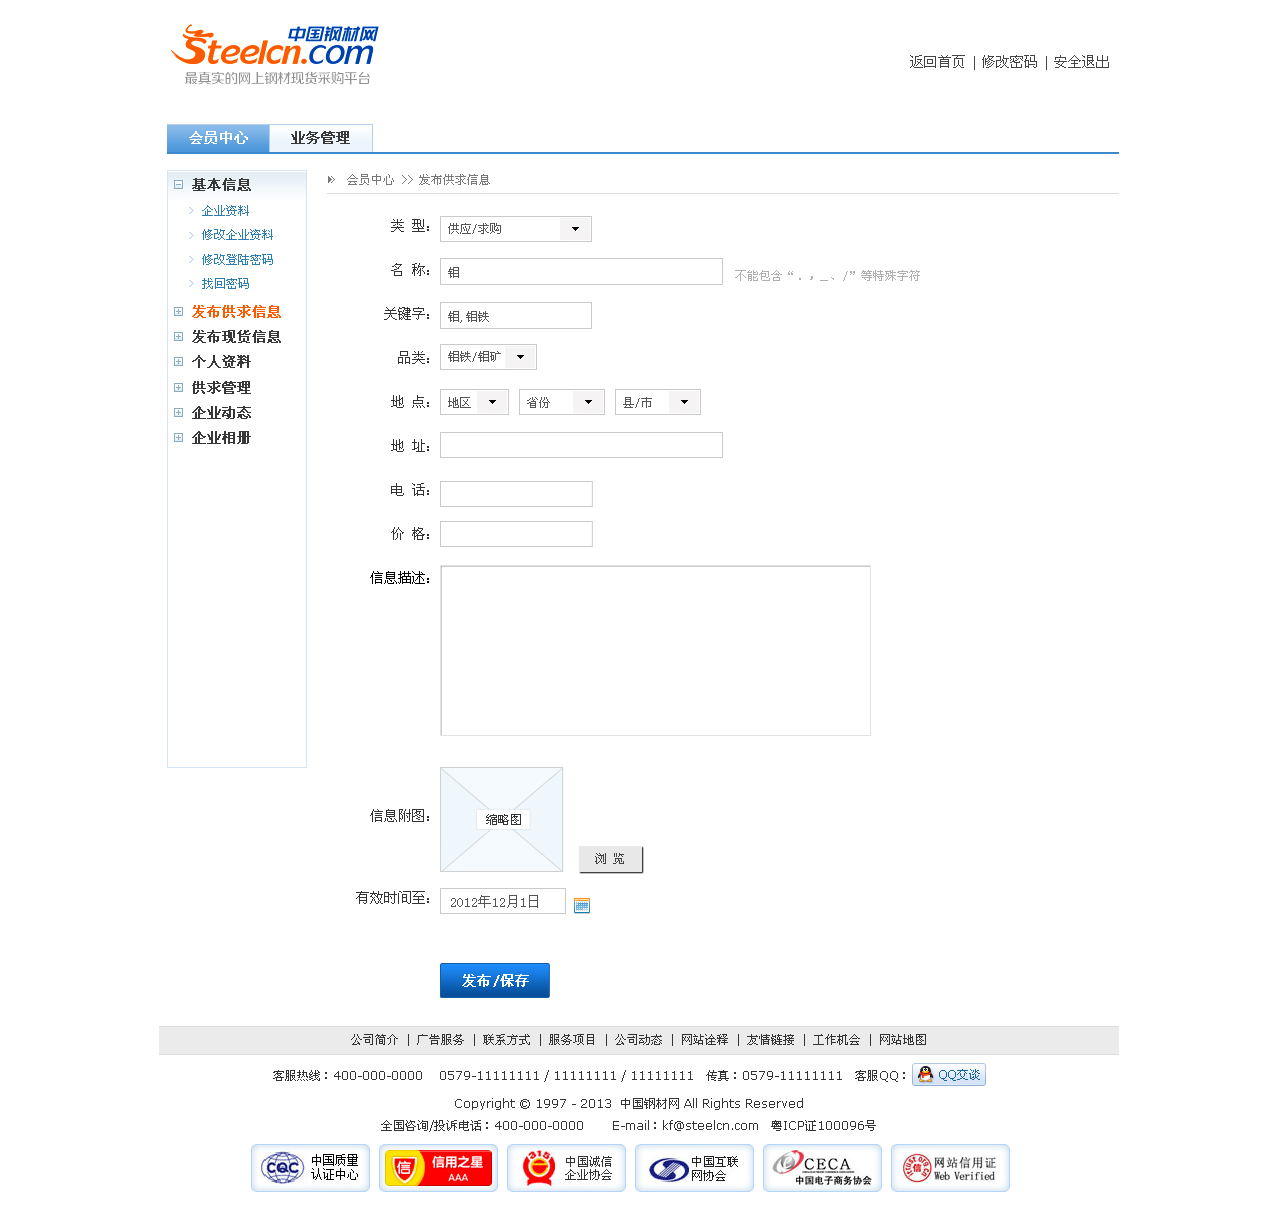 中国钢材网
Steelcn.com
最真实的网上钢材现货采购平台
返回首页 | 修改密码 | 安全退出
会员中心 业务管理
基本信息
企业资料
修改企业资料
修改登陆密码
找回密码
发布供求信息
发布现货信息
个人资料
供求管理
企业动态
企业相册
会员中心 >> 发布供求信息
类 型： 供应/求购
名 称： 钼 不能包含“ . , _ 、/”等特殊字符
关键字： 钼, 钼铁
品类： 钼铁/钼矿
地 点： 地区 省份 县/市
地 址：
电 话：
价 格：
信息描述：
信息附图： 缩略图 浏 览
有效时间至： 2012年12月1日
发布/保存
公司简介 | 广告服务 | 联系方式 | 服务项目 | 公司动态 | 网站诠释 | 友情链接 | 工作机会 | 网站地图
客服热线：400-000-0000 0579-11111111 / 11111111 / 11111111 传真：0579-11111111 客服QQ： QQ交谈
Copyright © 1997 - 2013 中国钢材网 All Rights Reserved
全国咨询/投诉电话：400-000-0000 E-mail：kf@steelcn.com 粤ICP证100096号
CQC 中国质量认证中心
信 信用之星 AAA
中国诚信企业协会
中国互联网协会
CECA 中国电子商务协会
信 网站信用证 Web Verified